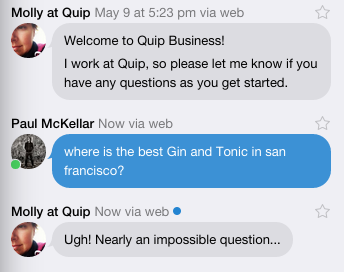 Molly at Quip May 9 at 5:23 pm via web
Welcome to Quip Business!
I work at Quip, so please let me know if you
have any questions as you get started.
Paul McKellar Now via web
where is the best Gin and Tonic in san
francisco?
Molly at Quip Now via web
Ugh! Nearly an impossible question...